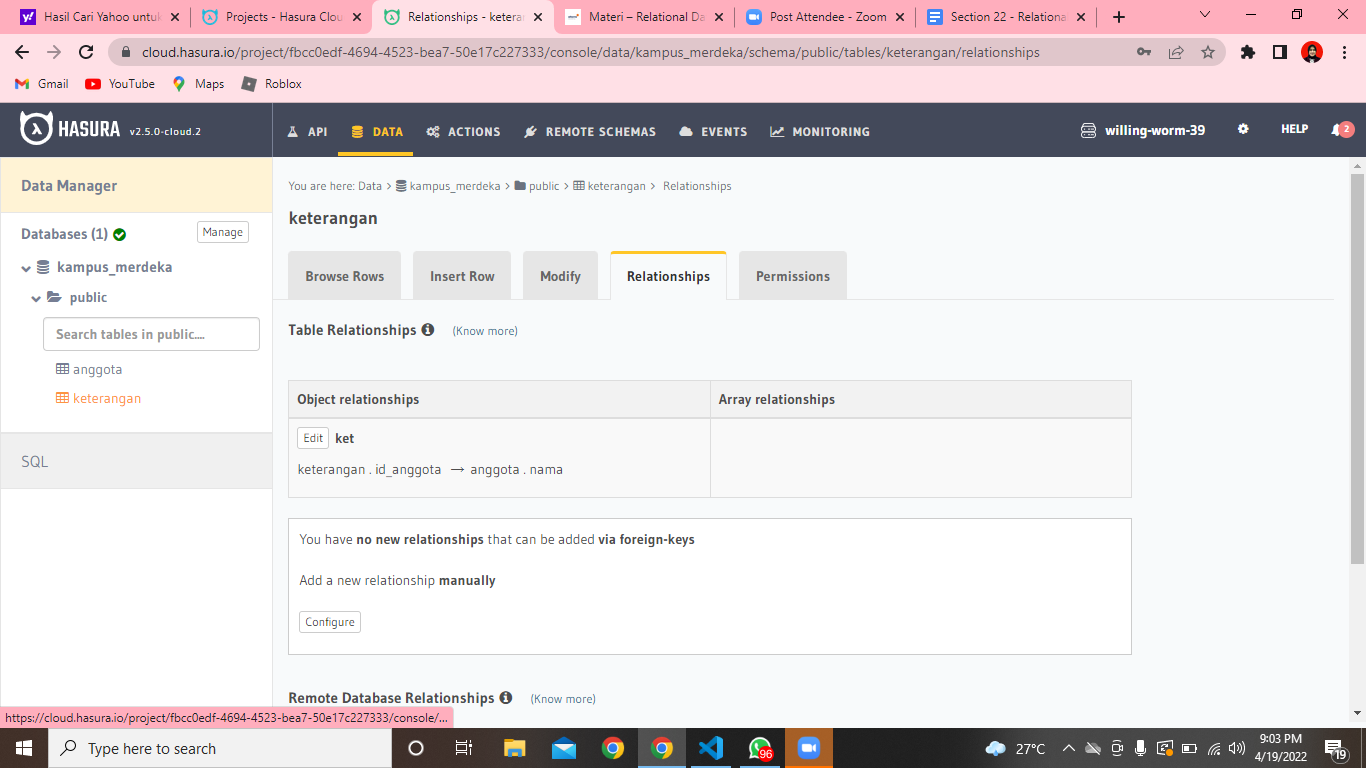 Hasil Cari Yahoo untuk
Projects - Hasura Clou
Relationships - keteran
Materi – Relational Da
Post Attendee - Zoom
Section 22 - Relationa
cloud.hasura.io/project/fbcc0edf-4694-4523-bea7-50e17c227333/console/data/kampus_merdeka/schema/public/tables/keterangan/relationships
Gmail
YouTube
Maps
Roblox
HASURA v2.5.0-cloud.2
API
DATA
ACTIONS
REMOTE SCHEMAS
EVENTS
MONITORING
willing-worm-39
HELP
2
Data Manager
Databases (1)
Manage
kampus_merdeka
public
Search tables in public....
anggota
keterangan
SQL
You are here: Data > kampus_merdeka > public > keterangan > Relationships
keterangan
Browse Rows
Insert Row
Modify
Relationships
Permissions
Table Relationships (Know more)
Object relationships
Array relationships
Edit ket
keterangan . id_anggota → anggota . nama
You have no new relationships that can be added via foreign-keys
Add a new relationship manually
Configure
Remote Database Relationships (Know more)
https://cloud.hasura.io/project/fbcc0edf-4694-4523-bea7-50e17c227333/console/...
Type here to search
96
27°C
9:03 PM
4/19/2022
19